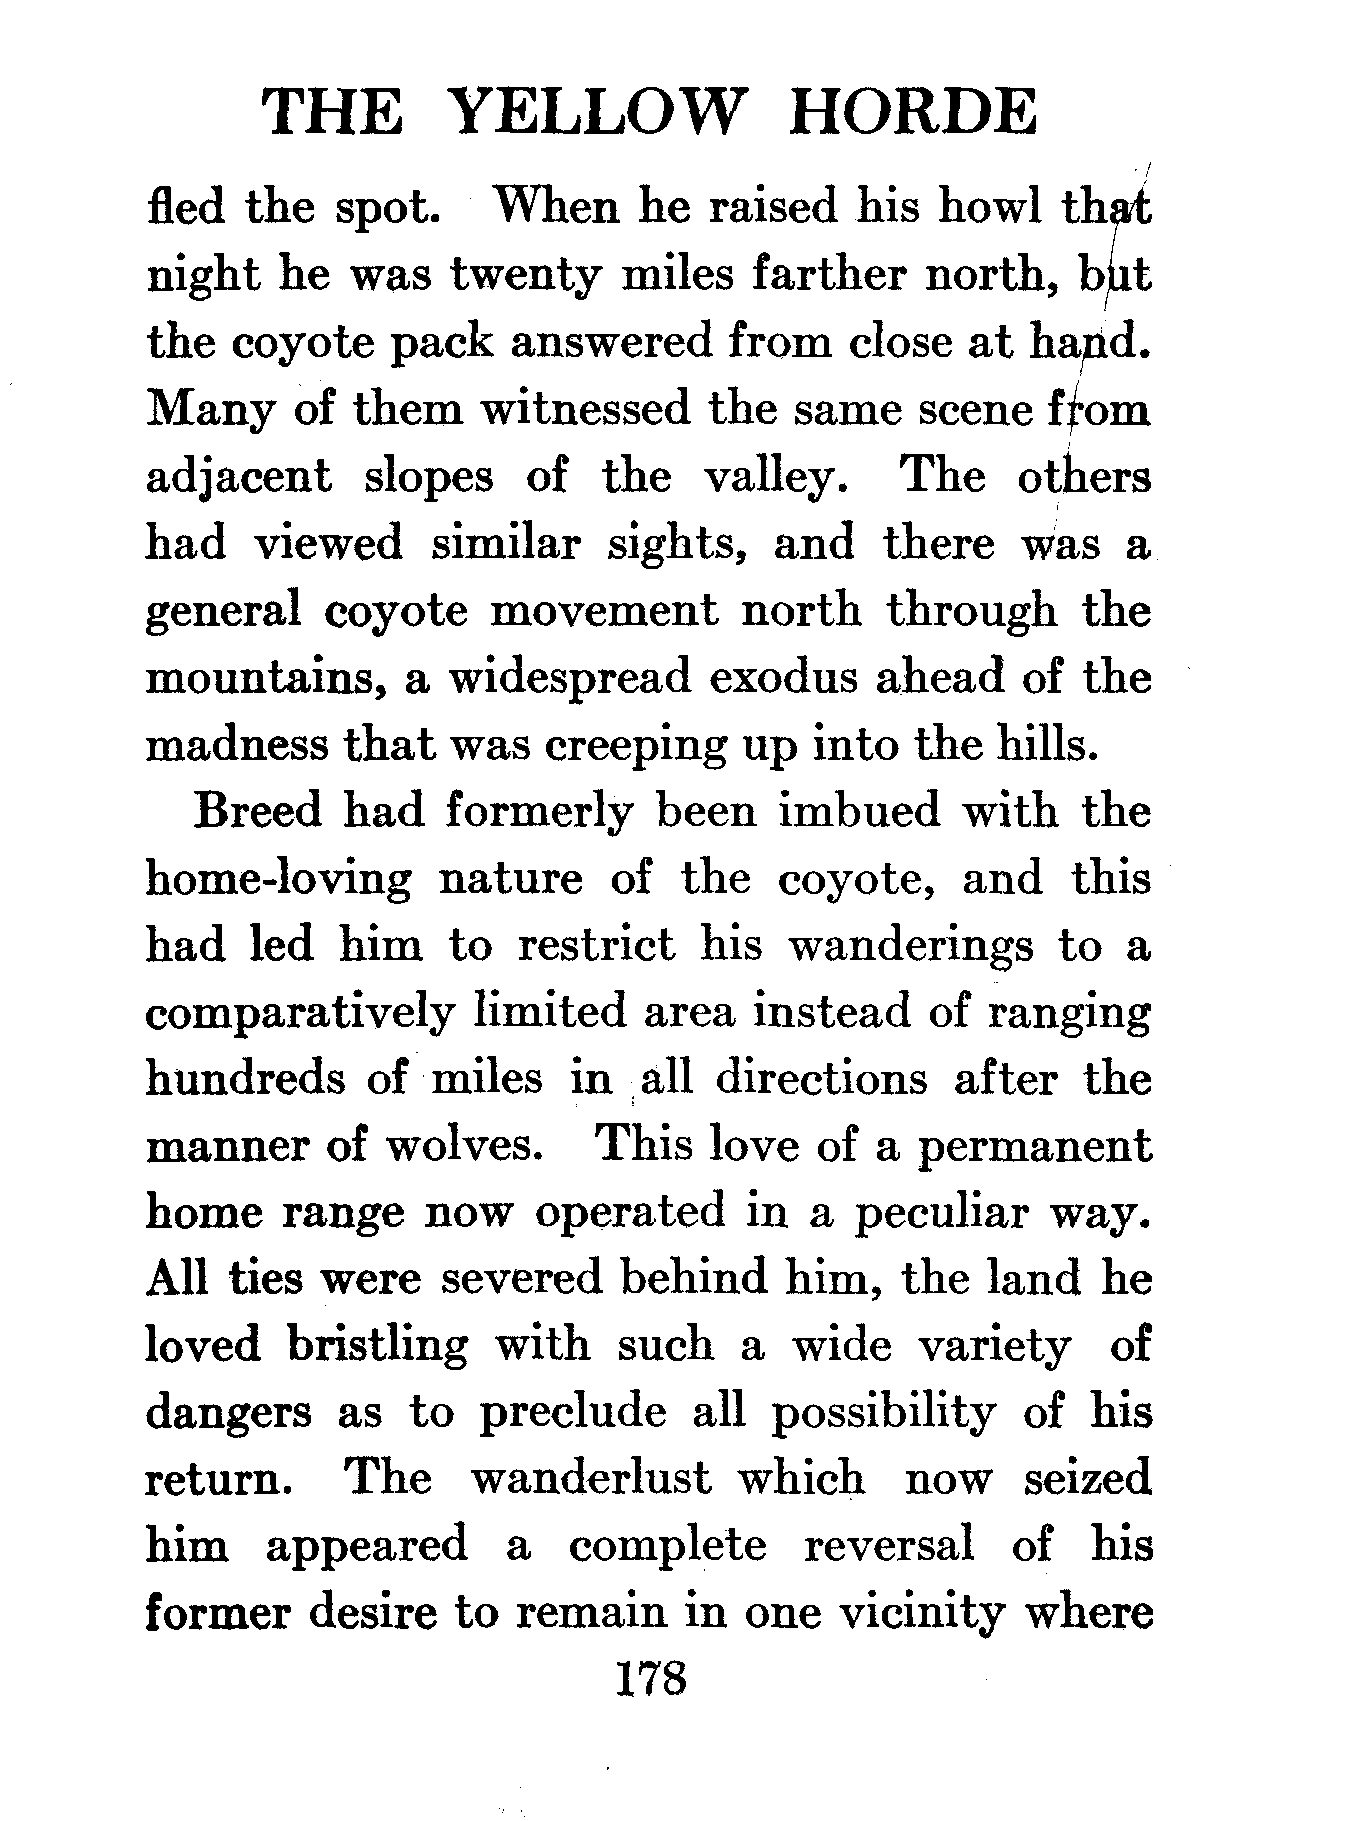 THE YELLOW HORDE
fled the spot. When he raised his howl that
night he was twenty miles farther north, but
the coyote pack answered from close at hand.
Many of them witnessed the same scene from
adjacent slopes of the valley. The others
had viewed similar sights, and there was a
general coyote movement north through the
mountains, a widespread exodus ahead of the
madness that was creeping up into the hills.
Breed had formerly been imbued with the
home-loving nature of the coyote, and this
had led him to restrict his wanderings to a
comparatively limited area instead of ranging
hundreds of miles in all directions after the
manner of wolves. This love of a permanent
home range now operated in a peculiar way.
All ties were severed behind him, the land he
loved bristling with such a wide variety of
dangers as to preclude all possibility of his
return. The wanderlust which now seized
him appeared a complete reversal of his
former desire to remain in one vicinity where
178